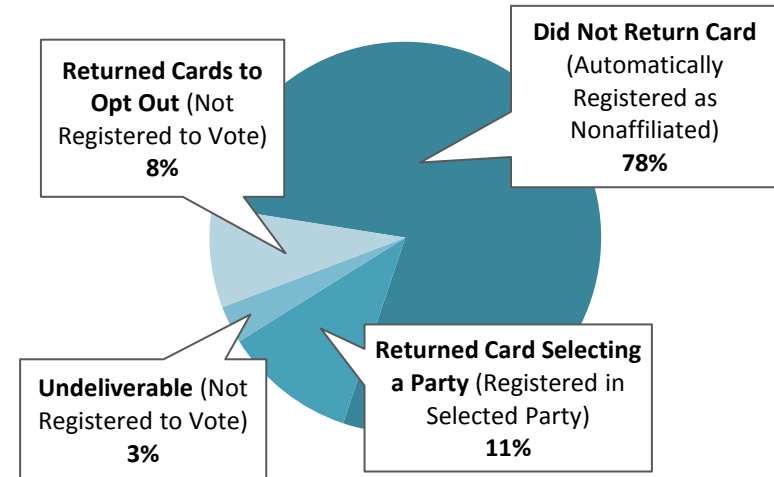 Did Not Return Card
(Automatically
Registered as
Nonaffiliated)
78%
Returned Cards to
Opt Out (Not
Registered to Vote)
8%
Returned Card Selecting
a Party (Registered in
Selected Party)
11%
Undeliverable (Not
Registered to Vote)
3%